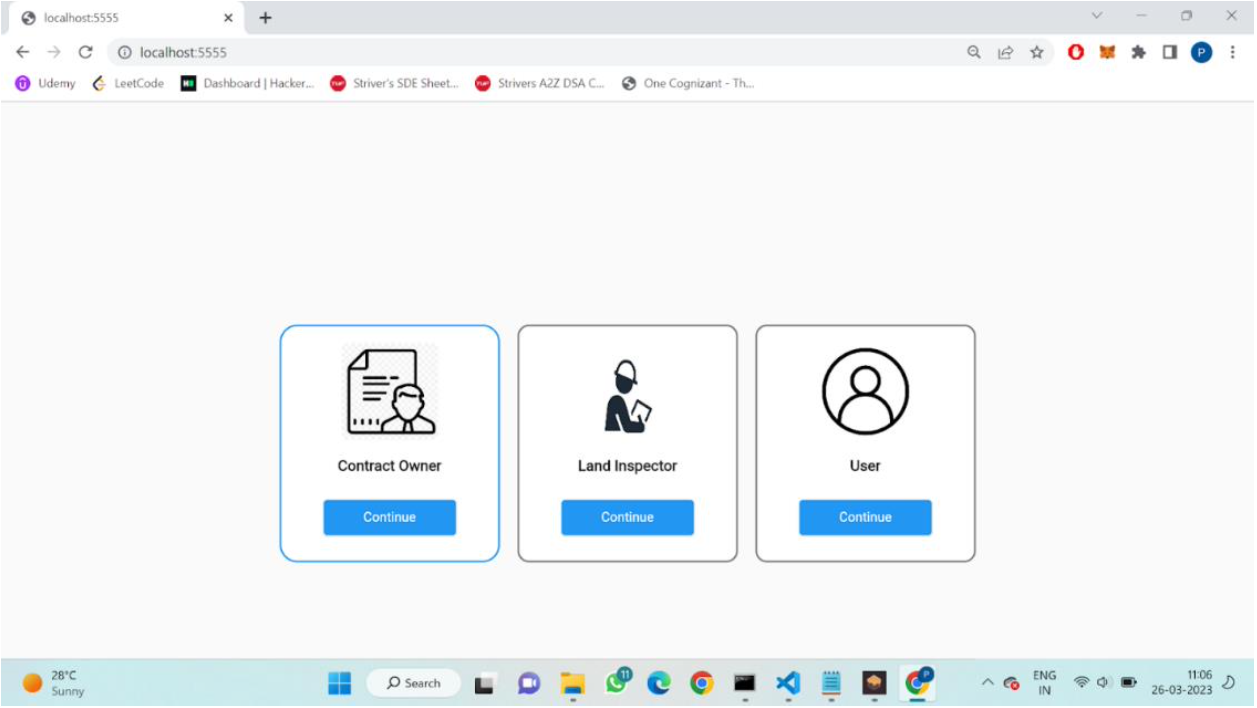 localhost:5555
localhost:5555
Udemy LeetCode Dashboard | Hacker... Striver's SDE Sheet... Strivers A2Z DSA C... One Cognizant - Th...
Contract Owner Land Inspector User
Continue Continue Continue
28°C
Sunny
Search
11
P
ENG
IN
11:06
26-03-2023